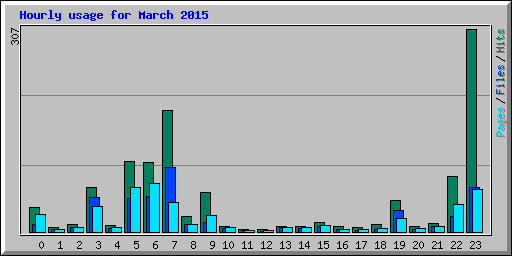 Hourly usage for March 2015
307
Pages / Files / Hits
0 1 2 3 4 5 6 7 8 9 10 11 12 13 14 15 16 17 18 19 20 21 22 23